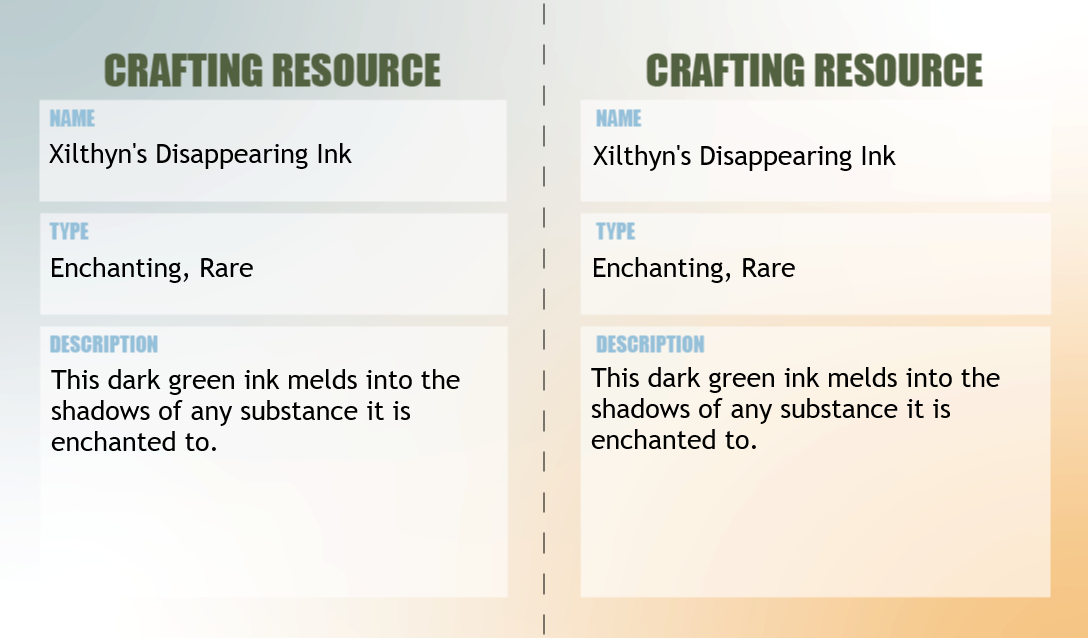 CRAFTING RESOURCE
NAME
Xilthyn's Disappearing Ink
TYPE
Enchanting, Rare
DESCRIPTION
This dark green ink melds into the
shadows of any substance it is
enchanted to.
CRAFTING RESOURCE
NAME
Xilthyn's Disappearing Ink
TYPE
Enchanting, Rare
DESCRIPTION
This dark green ink melds into the
shadows of any substance it is
enchanted to.